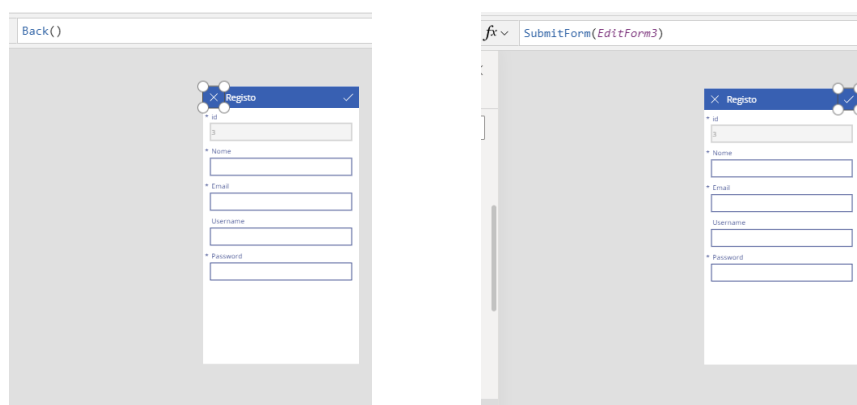 Back()
Registo
* id
3
* Nome
* Email
Username
* Password
fx SubmitForm(EditForm3)
Registo
* id
3
* Nome
* Email
Username
* Password